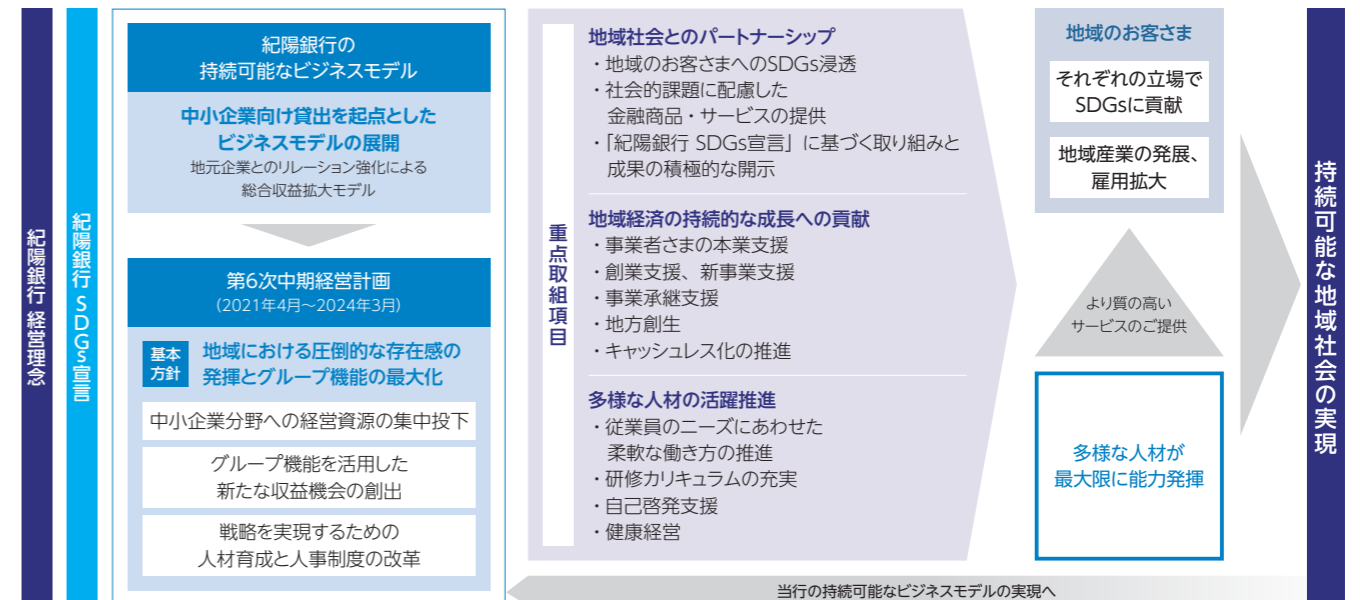 紀陽銀行 経営理念
紀陽銀行 SDGs宣言
紀陽銀行の
持続可能なビジネスモデル
中小企業向け貸出を起点とした
ビジネスモデルの展開
地元企業とのリレーション強化による
総合収益拡大モデル
第6次中期経営計画
(2021年4月～2024年3月)
基本
方針
地域における圧倒的な存在感の
発揮とグループ機能の最大化
中小企業分野への経営資源の集中投下
グループ機能を活用した
新たな収益機会の創出
戦略を実現するための
人材育成と人事制度の改革
重点取組項目
地域社会とのパートナーシップ
・地域のお客さまへのSDGs浸透
・社会的課題に配慮した
金融商品・サービスの提供
・「紀陽銀行 SDGs宣言」に基づく取り組みと
成果の積極的な開示
地域経済の持続的な成長への貢献
・事業者さまの本業支援
・創業支援、新事業支援
・事業承継支援
・地方創生
・キャッシュレス化の推進
多様な人材の活躍推進
・従業員のニーズにあわせた
柔軟な働き方の推進
・研修カリキュラムの充実
・自己啓発支援
・健康経営
地域のお客さま
それぞれの立場で
SDGsに貢献
地域産業の発展、
雇用拡大
より質の高い
サービスのご提供
多様な人材が
最大限に能力発揮
持続可能な地域社会の実現
当行の持続可能なビジネスモデルの実現へ